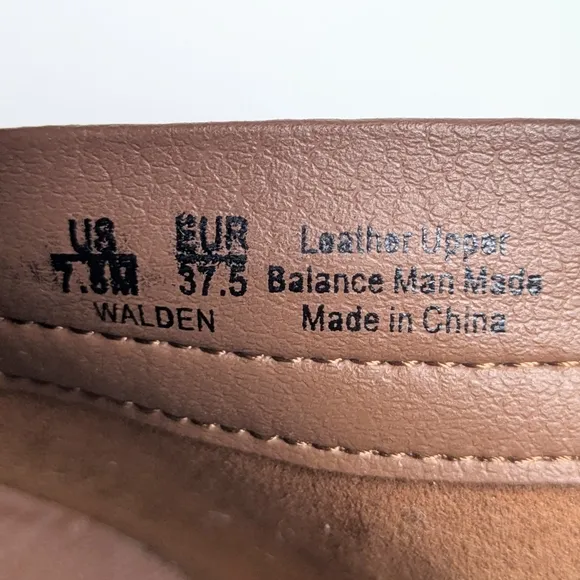 US EUR Leather Upper
7.5M 37.5 Balance Man Made
WALDEN Made in China